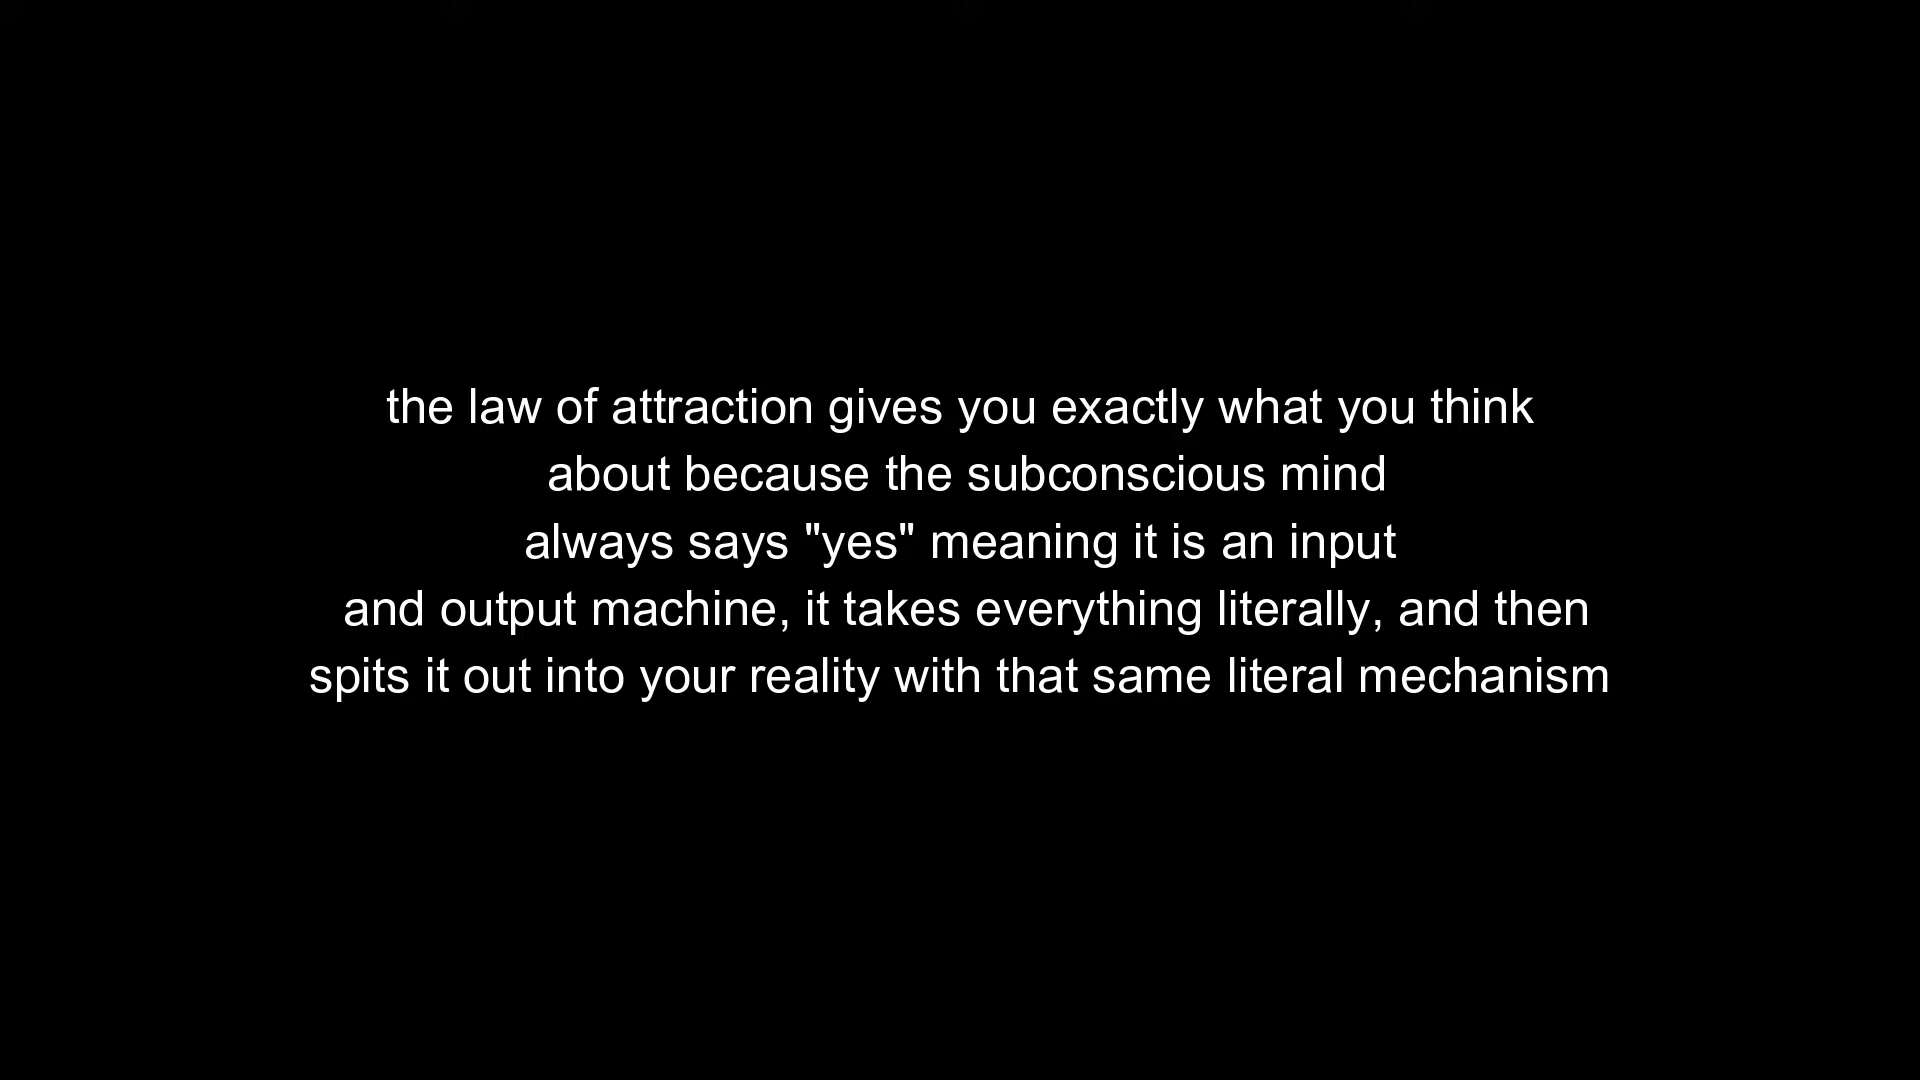 the law of attraction gives you exactly what you think
about because the subconscious mind
always says "yes" meaning it is an input
and output machine, it takes everything literally, and then
spits it out into your reality with that same literal mechanism